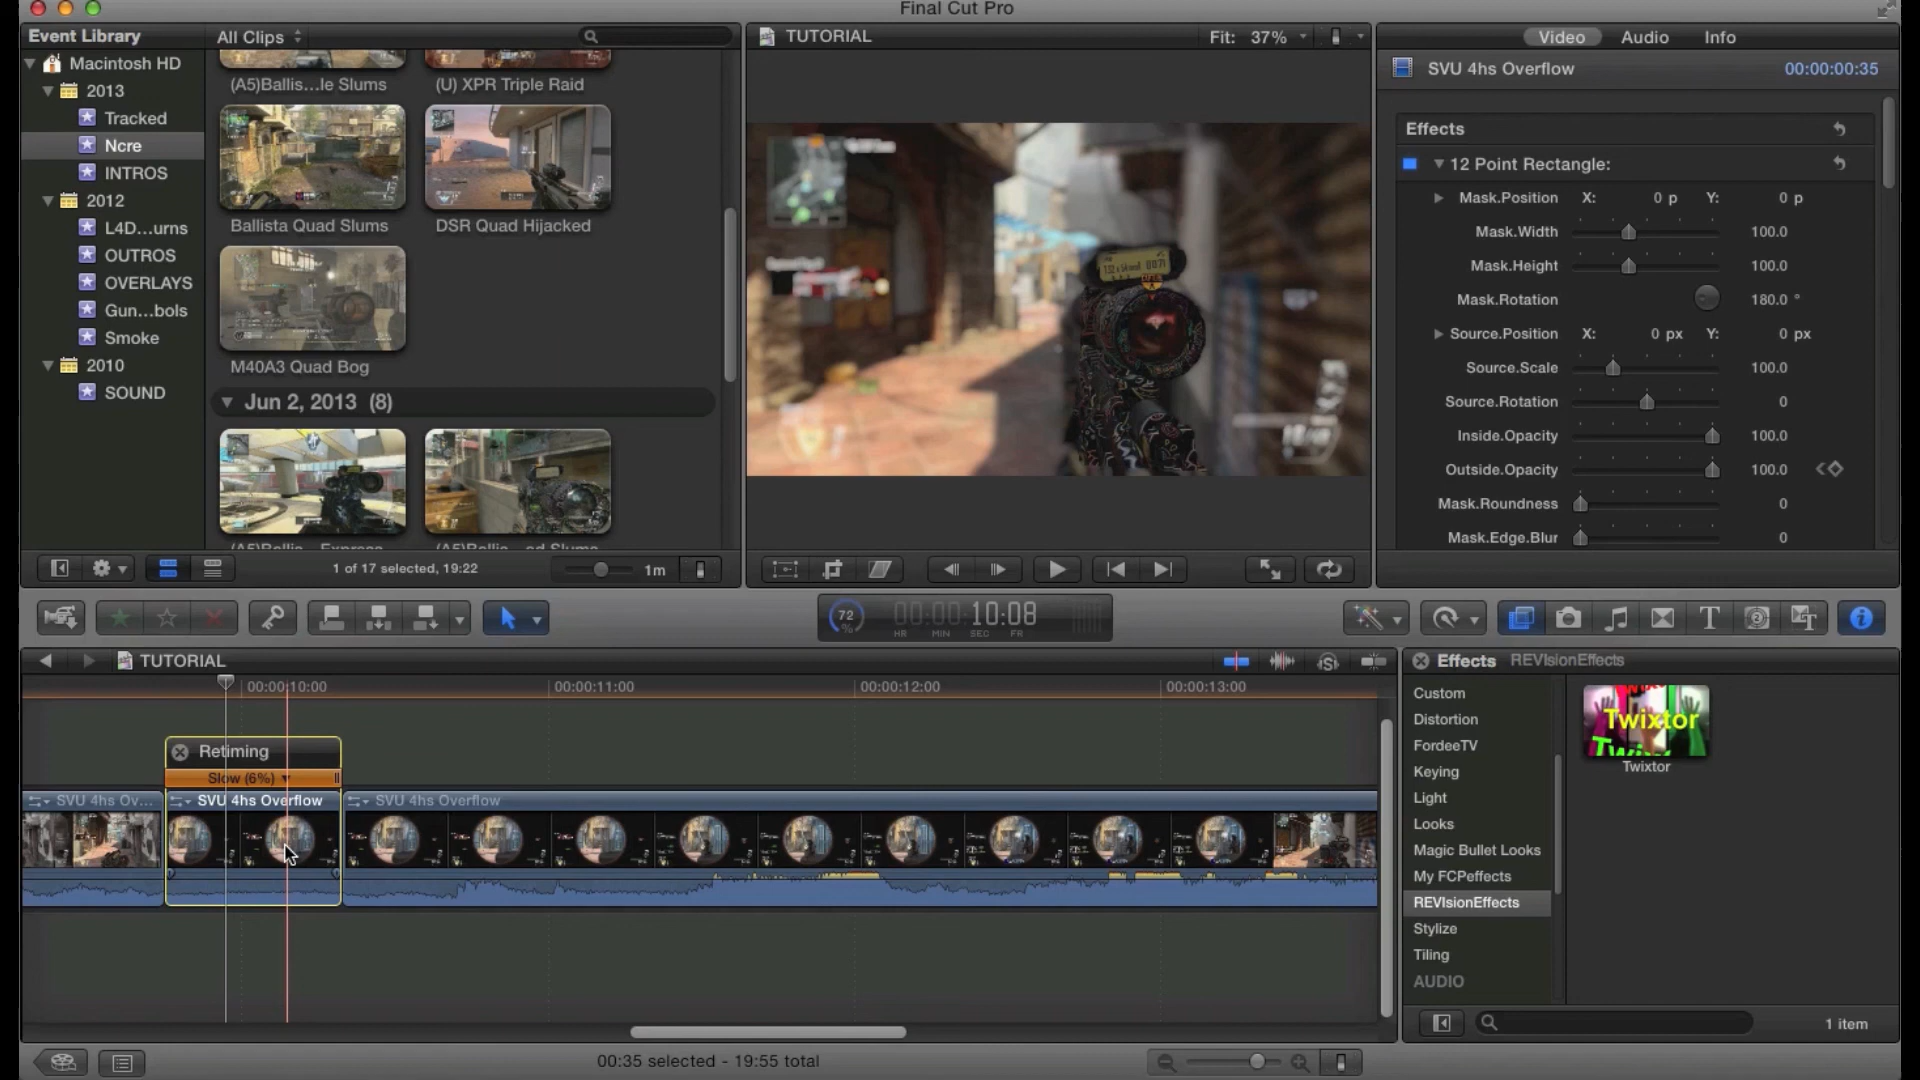 Final Cut Pro
Event Library
All Clips
Macintosh HD
2013
Tracked
Ncre
INTROS
2012
L4D...urns
OUTROS
OVERLAYS
Gun...bols
Smoke
2010
SOUND
(A5)Ballis...le Slums
(U) XPR Triple Raid
Ballista Quad Slums
DSR Quad Hijacked
M40A3 Quad Bog
Jun 2, 2013 (8)
1 of 17 selected, 19:22
1m
TUTORIAL
Fit: 37%
Video
Audio
Info
SVU 4hs Overflow
00:00:00:35
Effects
12 Point Rectangle:
Mask.Position X: 0 p Y: 0 p
Mask.Width 100.0
Mask.Height 100.0
Mask.Rotation 180.0 °
Source.Position X: 0 px Y: 0 px
Source.Scale 100.0
Source.Rotation 0
Inside.Opacity 100.0
Outside.Opacity 100.0
Mask.Roundness 0
Mask.Edge.Blur 0
72
%
00:00:10:08
HR MIN SEC FR
TUTORIAL
00:00:10:00
00:00:11:00
00:00:12:00
00:00:13:00
Retiming
Slow (6%)
SVU 4hs Ov...
SVU 4hs Overflow
SVU 4hs Overflow
00:35 selected - 19:55 total
Effects
REVIsionEffects
Custom
Distortion
FordeeTV
Keying
Light
Looks
Magic Bullet Looks
My FCPeffects
REVIsionEffects
Stylize
Tiling
AUDIO
Twixtor
Twixtor
1 item